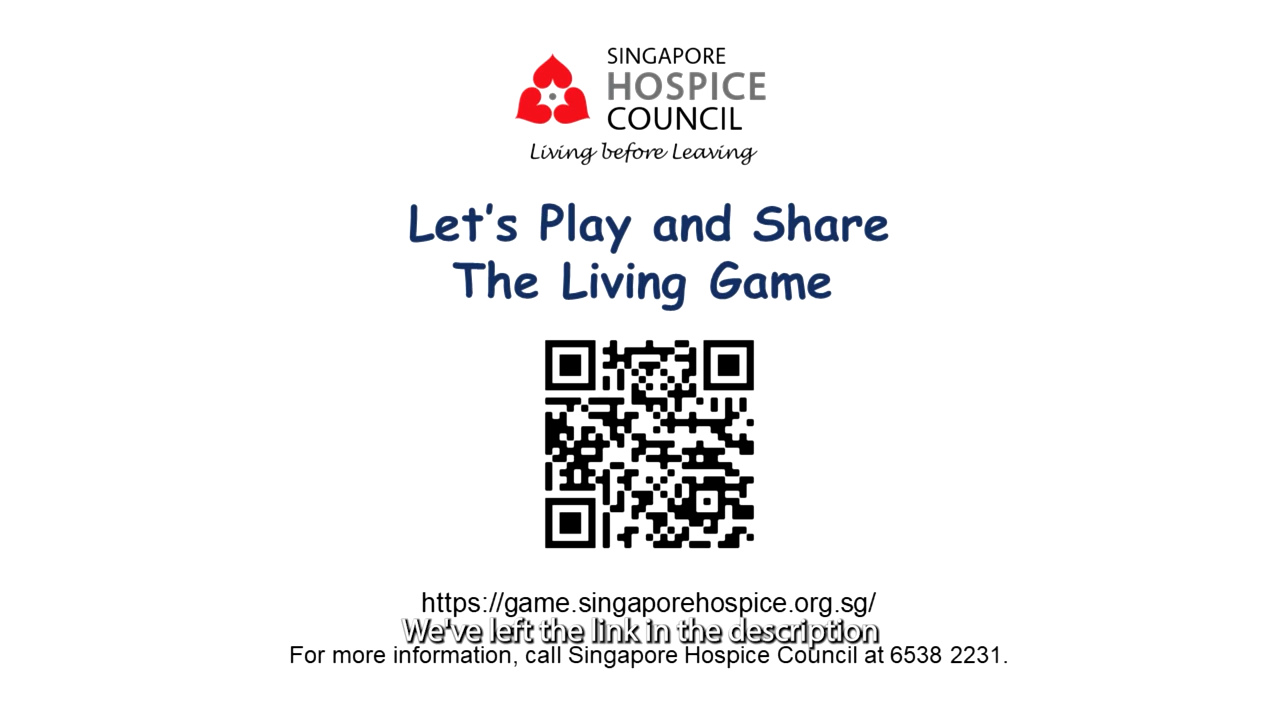 SINGAPORE
HOSPICE
COUNCIL
Living before Leaving
Let's Play and Share
The Living Game
https://game.singaporehospice.org.sg/
We've left the link in the description
For more information, call Singapore Hospice Council at 6538 2231.